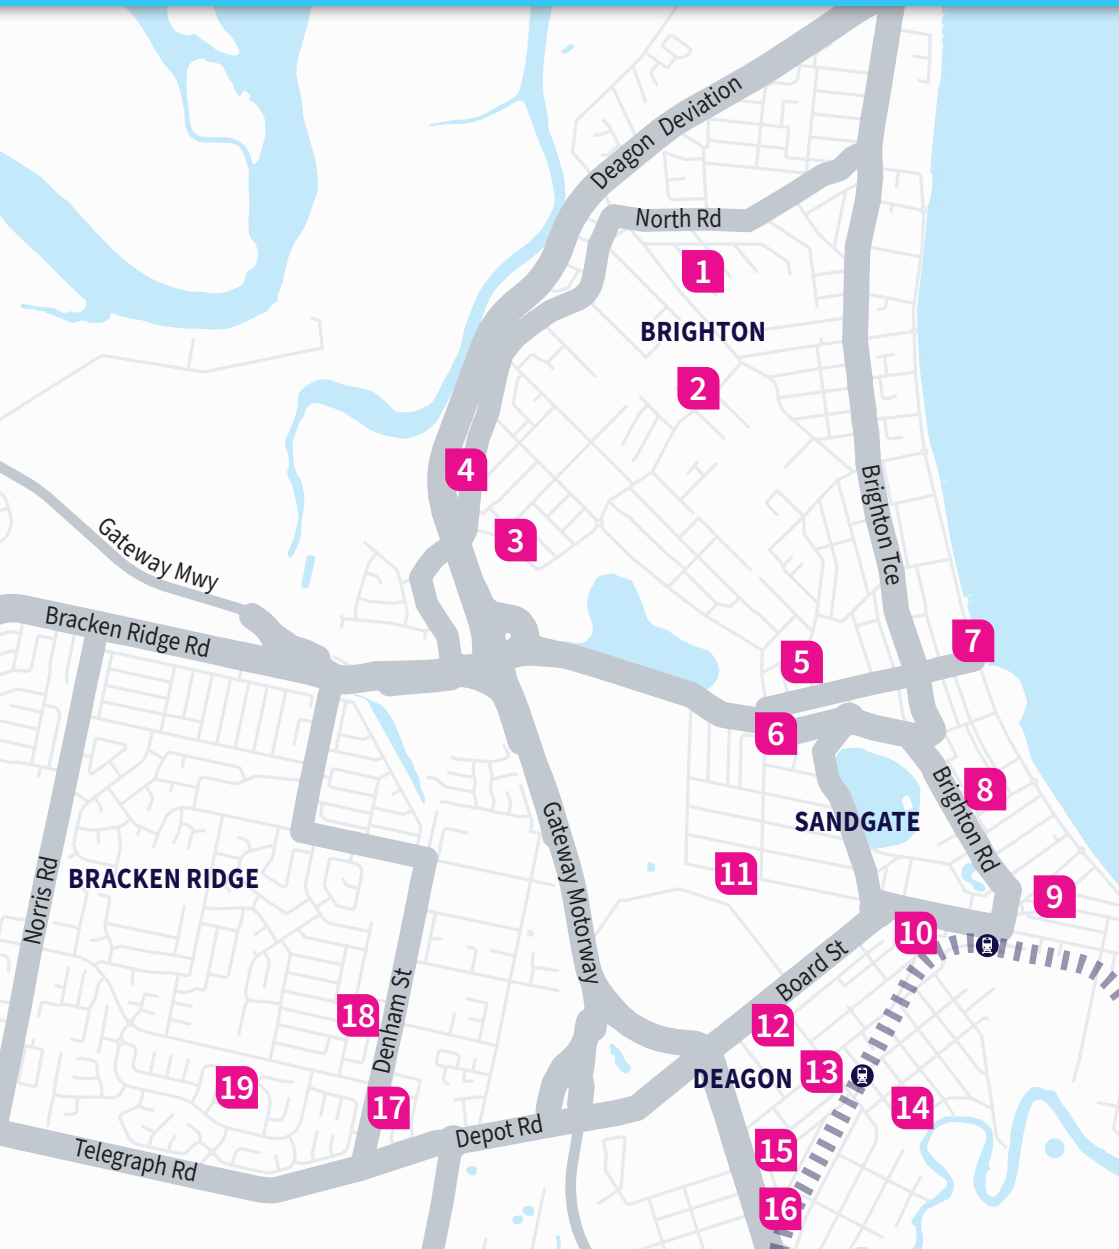 Deagon Deviation
North Rd
1
BRIGHTON
2
4
Brighton Tce
3
Gateway Mwy
Bracken Ridge Rd
7
5
6
Brighton Rd
8
SANDGATE
Gateway Motorway
11
BRACKEN RIDGE
Norris Rd
9
10
Board St
18
Denham St
12
DEAGON
13
19
17
14
Depot Rd
15
Telegraph Rd
16